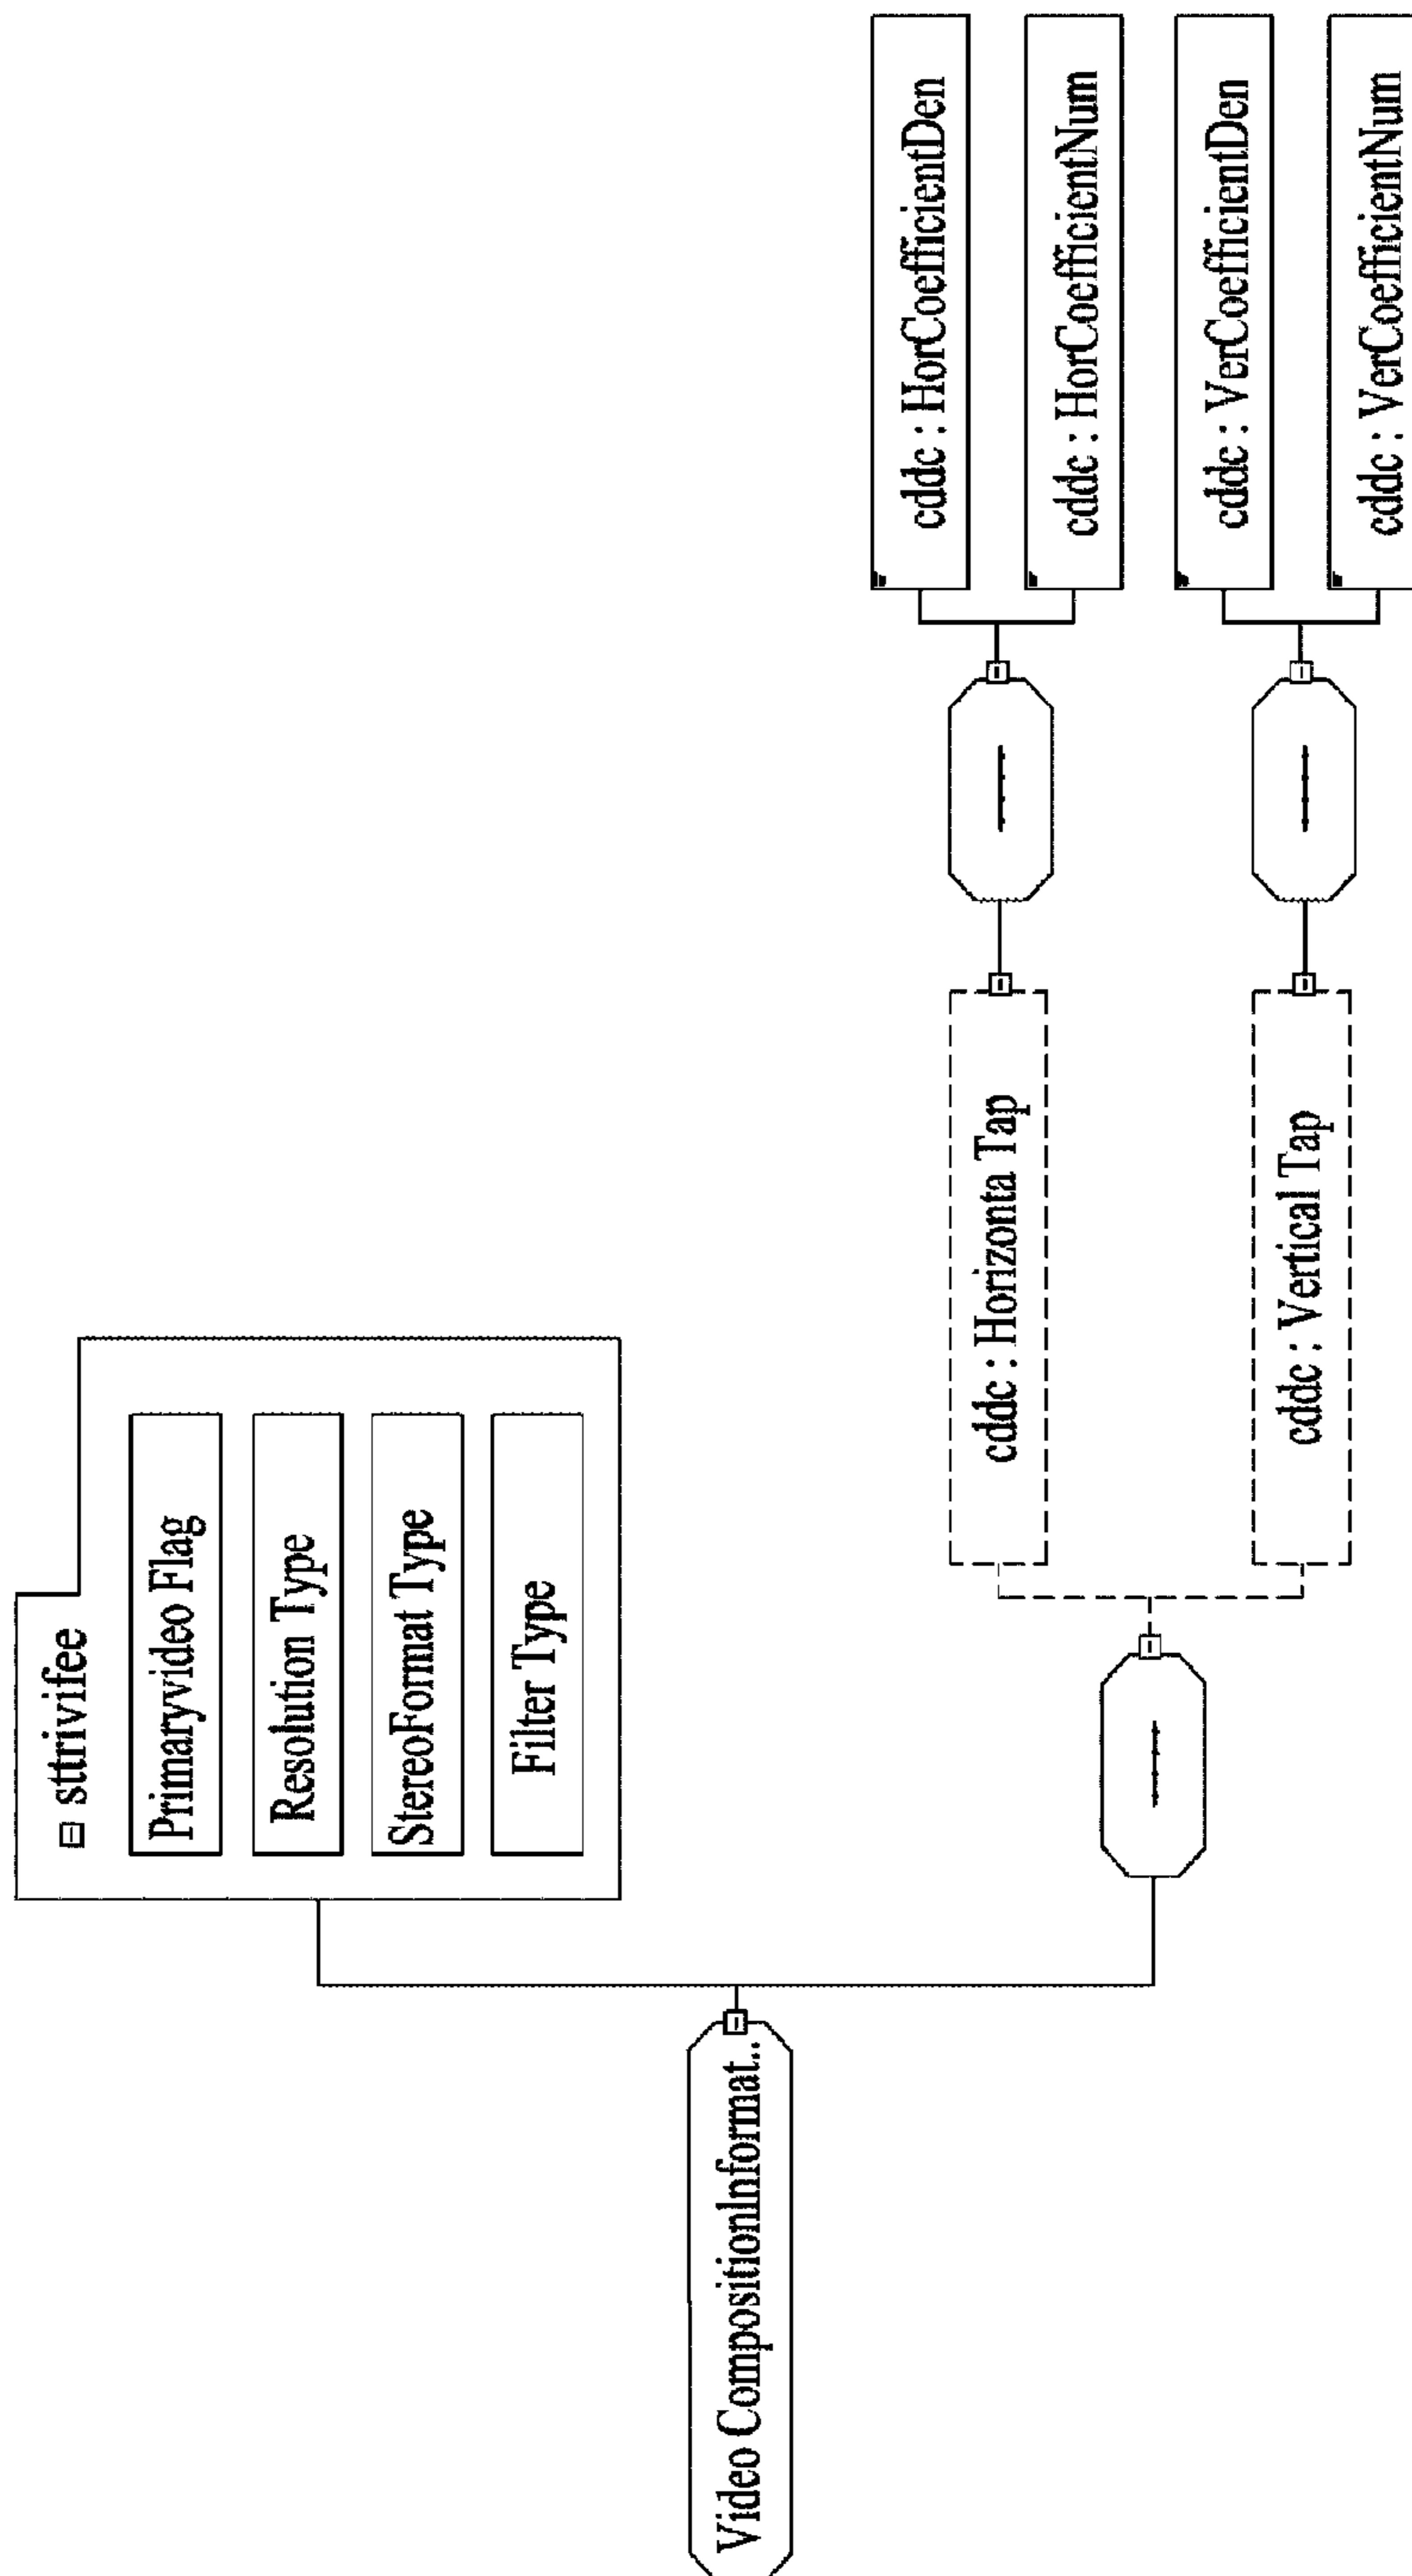 Video CompositionInformat..
sttrivifee
Primaryvideo Flag
Resolution Type
StereoFormat Type
Filter Type
cddc : Horizonta Tap
cddc : HorCoefficientDen
cddc : HorCoefficientNum
cddc : Vertical Tap
cddc : VerCoefficientDen
cddc : VerCoefficientNum